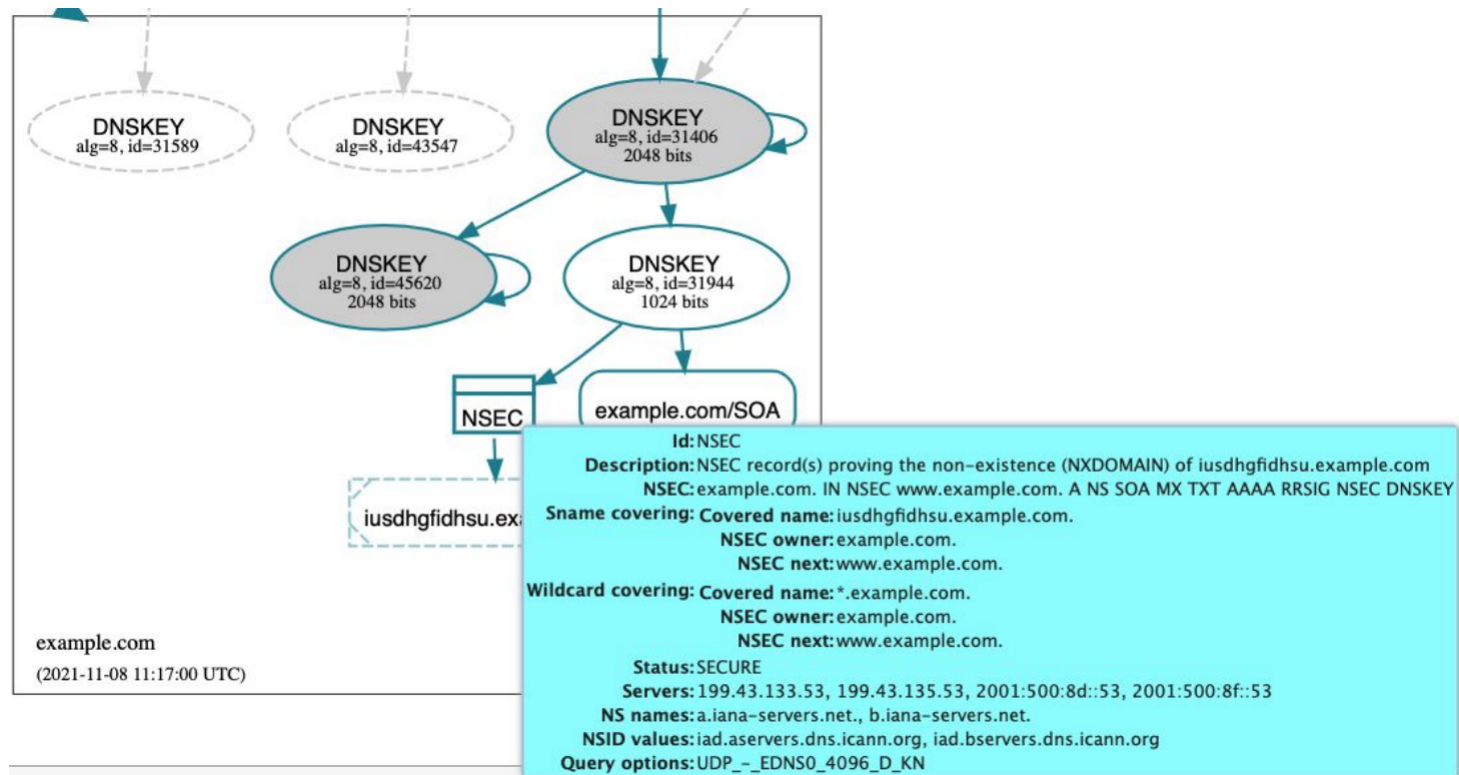 DNSKEY
alg=8, id=31589
DNSKEY
alg=8, id=43547
DNSKEY
alg=8, id=31406
2048 bits
DNSKEY
alg=8, id=45620
2048 bits
DNSKEY
alg=8, id=31944
1024 bits
NSEC
example.com/SOA
iusdhgfidhsu.exa
Id:NSEC
Description:NSEC record(s) proving the non-existence (NXDOMAIN) of iusdhgfidhsu.example.com
NSEC:example.com. IN NSEC www.example.com. A NS SOA MX TXT AAAA RRSIG NSEC DNSKEY
Sname covering: Covered name:iusdhgfidhsu.example.com.
NSEC owner:example.com.
NSEC next:www.example.com.
Wildcard covering: Covered name:*.example.com.
NSEC owner:example.com.
NSEC next:www.example.com.
Status:SECURE
Servers:199.43.133.53, 199.43.135.53, 2001:500:8d::53, 2001:500:8f::53
NS names:a.iana-servers.net., b.iana-servers.net.
NSID values:iad.aservers.dns.icann.org, iad.bservers.dns.icann.org
Query options:UDP_-_EDNS0_4096_D_KN
example.com
(2021-11-08 11:17:00 UTC)